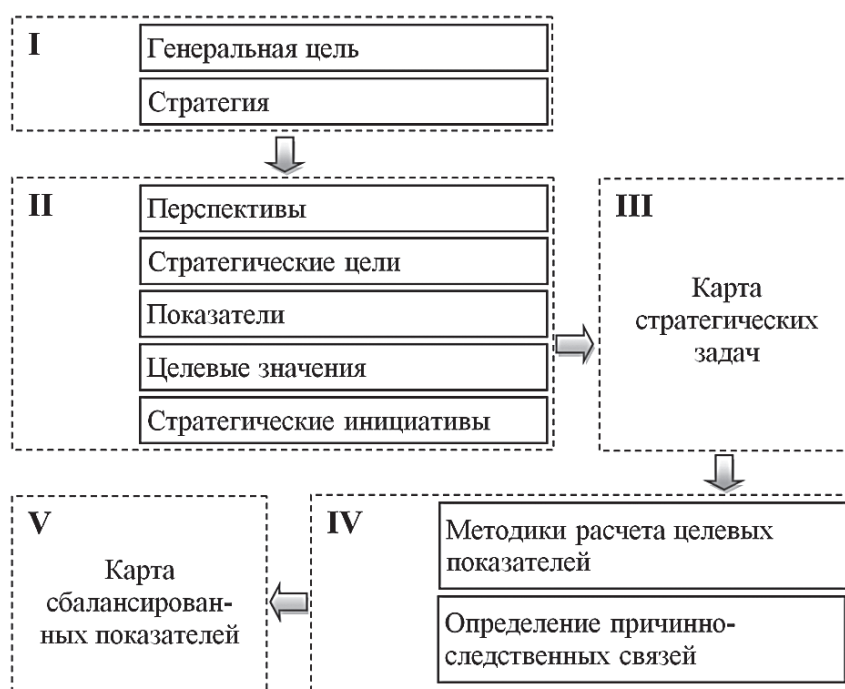 I
Генеральная цель
Стратегия
II
Перспективы
Стратегические цели
Показатели
Целевые значения
Стратегические инициативы
III
Карта
стратегических
задач
IV
Методики расчета целевых
показателей
Определение причинно-
следственных связей
V
Карта
сбалансирован-
ных показателей